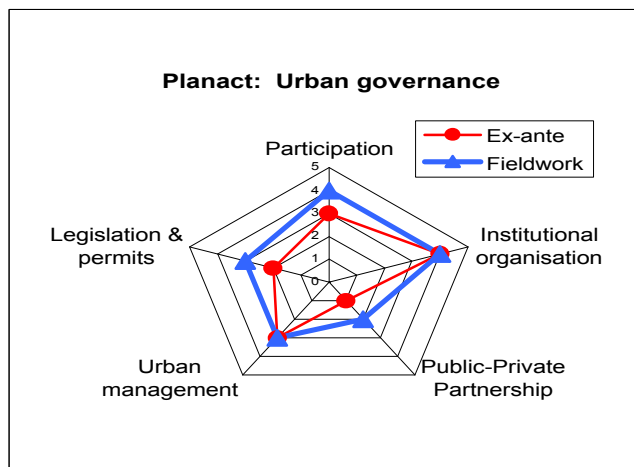 Planact: Urban governance
Ex-ante
Fieldwork
Participation
5
4
3
2
1
0
Legislation &
permits
Institutional
organisation
Urban
management
Public-Private
Partnership